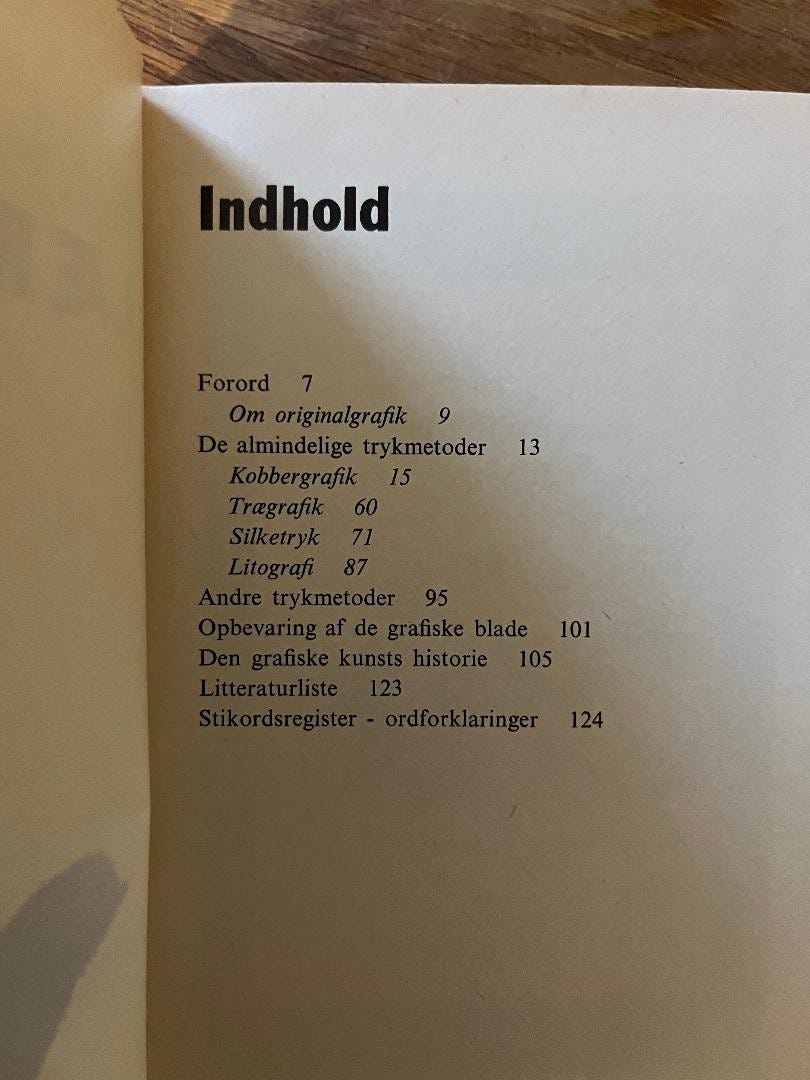 Indhold
Forord 7
Om originalgrafik 9
De almindelige trykmetoder 13
Kobbergrafik 15
Trægrafik 60
Silketryk 71
Litografi 87
Andre trykmetoder 95
Opbevaring af de grafiske blade 101
Den grafiske kunsts historie 105
Litteraturliste 123
Stikordsregister - ordforklaringer 124